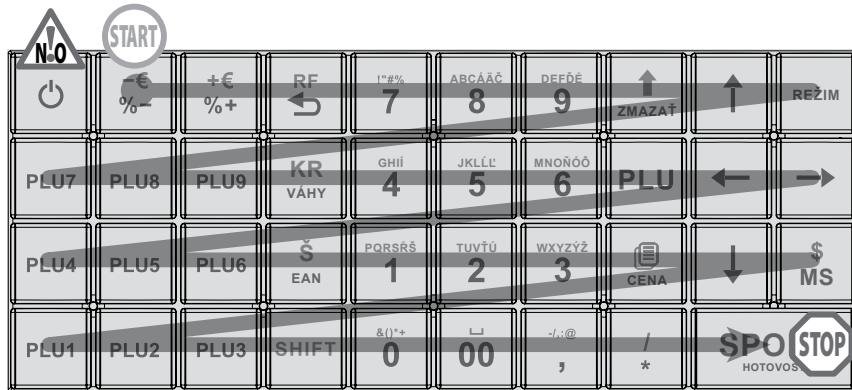 START
N.O
-€ +€ RF !"#% ABCÁÄČ DEFĎÉ
%- %+ 7 8 9 ZMAZAŤ REŽIM
GHIÍ JKLĹĽ MNOŇÓÔ
PLU7 PLU8 PLU9 KR 4 5 6 PLU
VÁHY
Š PQRSŔŠ TUVŤÚ WXYZÝŽ $
PLU4 PLU5 PLU6 1 2 3 MS
EAN CENA
&()*+ -/,:@ /
PLU1 PLU2 PLU3 SHIFT 0 00 , * SPO STOP